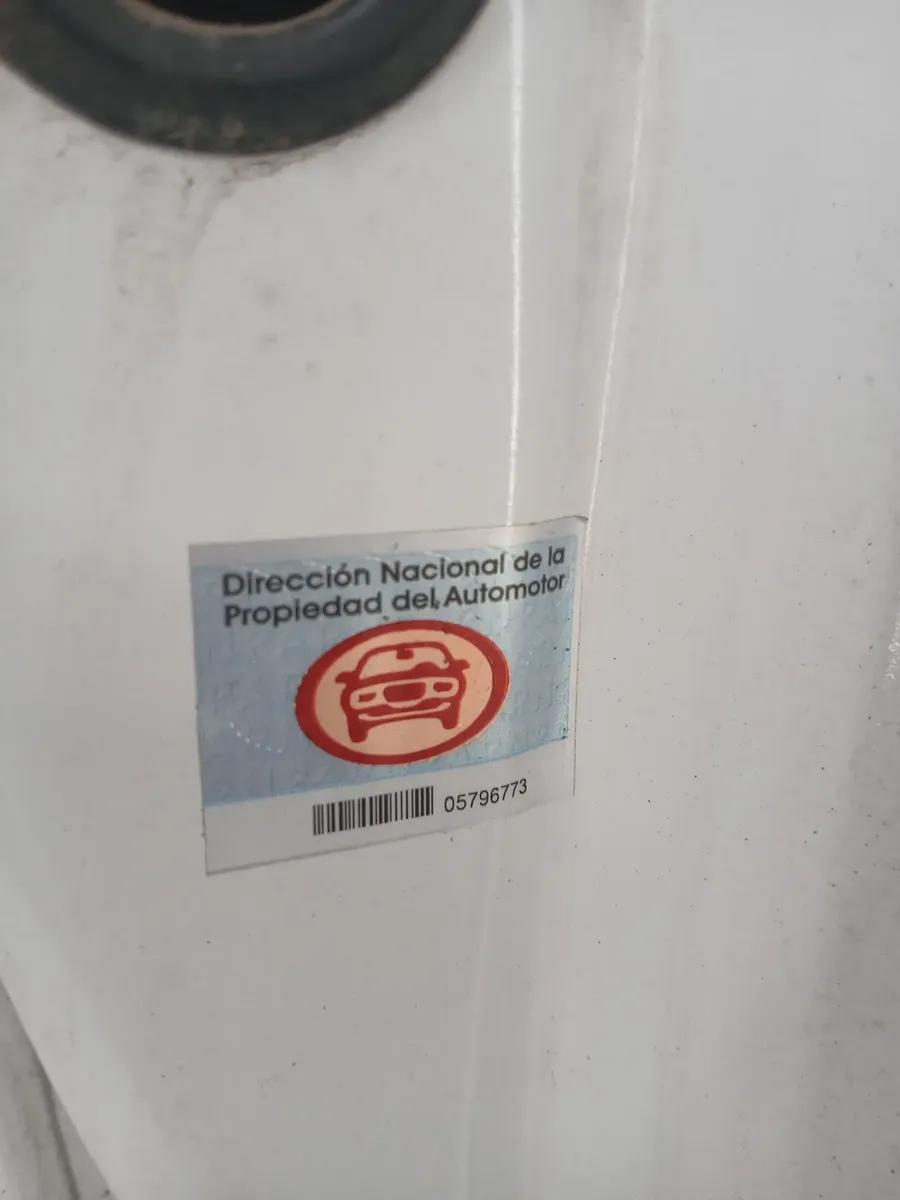 Dirección Nacional de la
Propiedad del Automotor
05796773